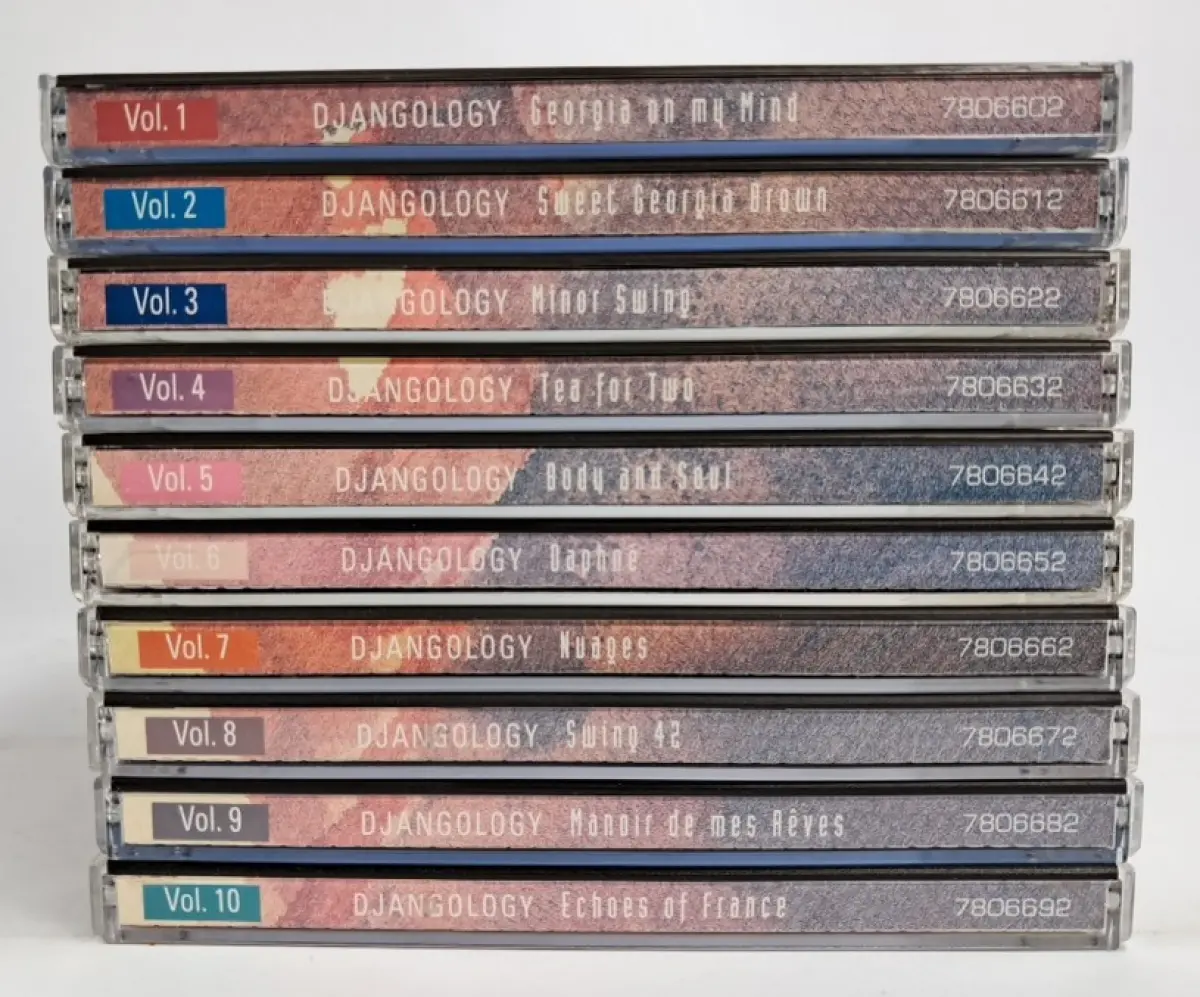 Vol. 1 DJANGOLOGY Georgia on my Mind 7806602
Vol. 2 DJANGOLOGY Sweet Georgia Brown 7806612
Vol. 3 DJANGOLOGY Minor Swing 7806622
Vol. 4 DJANGOLOGY Tea for Two 7806632
Vol. 5 DJANGOLOGY Body and Soul 7806642
Vol. 6 DJANGOLOGY Daphné 7806652
Vol. 7 DJANGOLOGY Nuages 7806662
Vol. 8 DJANGOLOGY Swing 42 7806672
Vol. 9 DJANGOLOGY Manoir de mes Rêves 7806682
Vol. 10 DJANGOLOGY Echoes of France 7806692